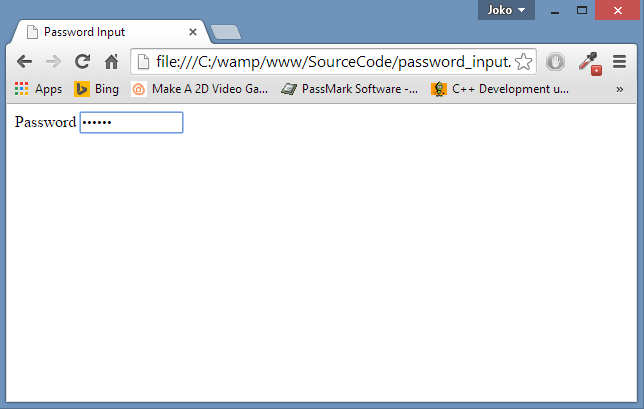 Joko
Password Input
file:///C:/wamp/www/SourceCode/password_input.
Apps Bing Make A 2D Video Ga... PassMark Software -... C++ Development u... »
Password ••••••